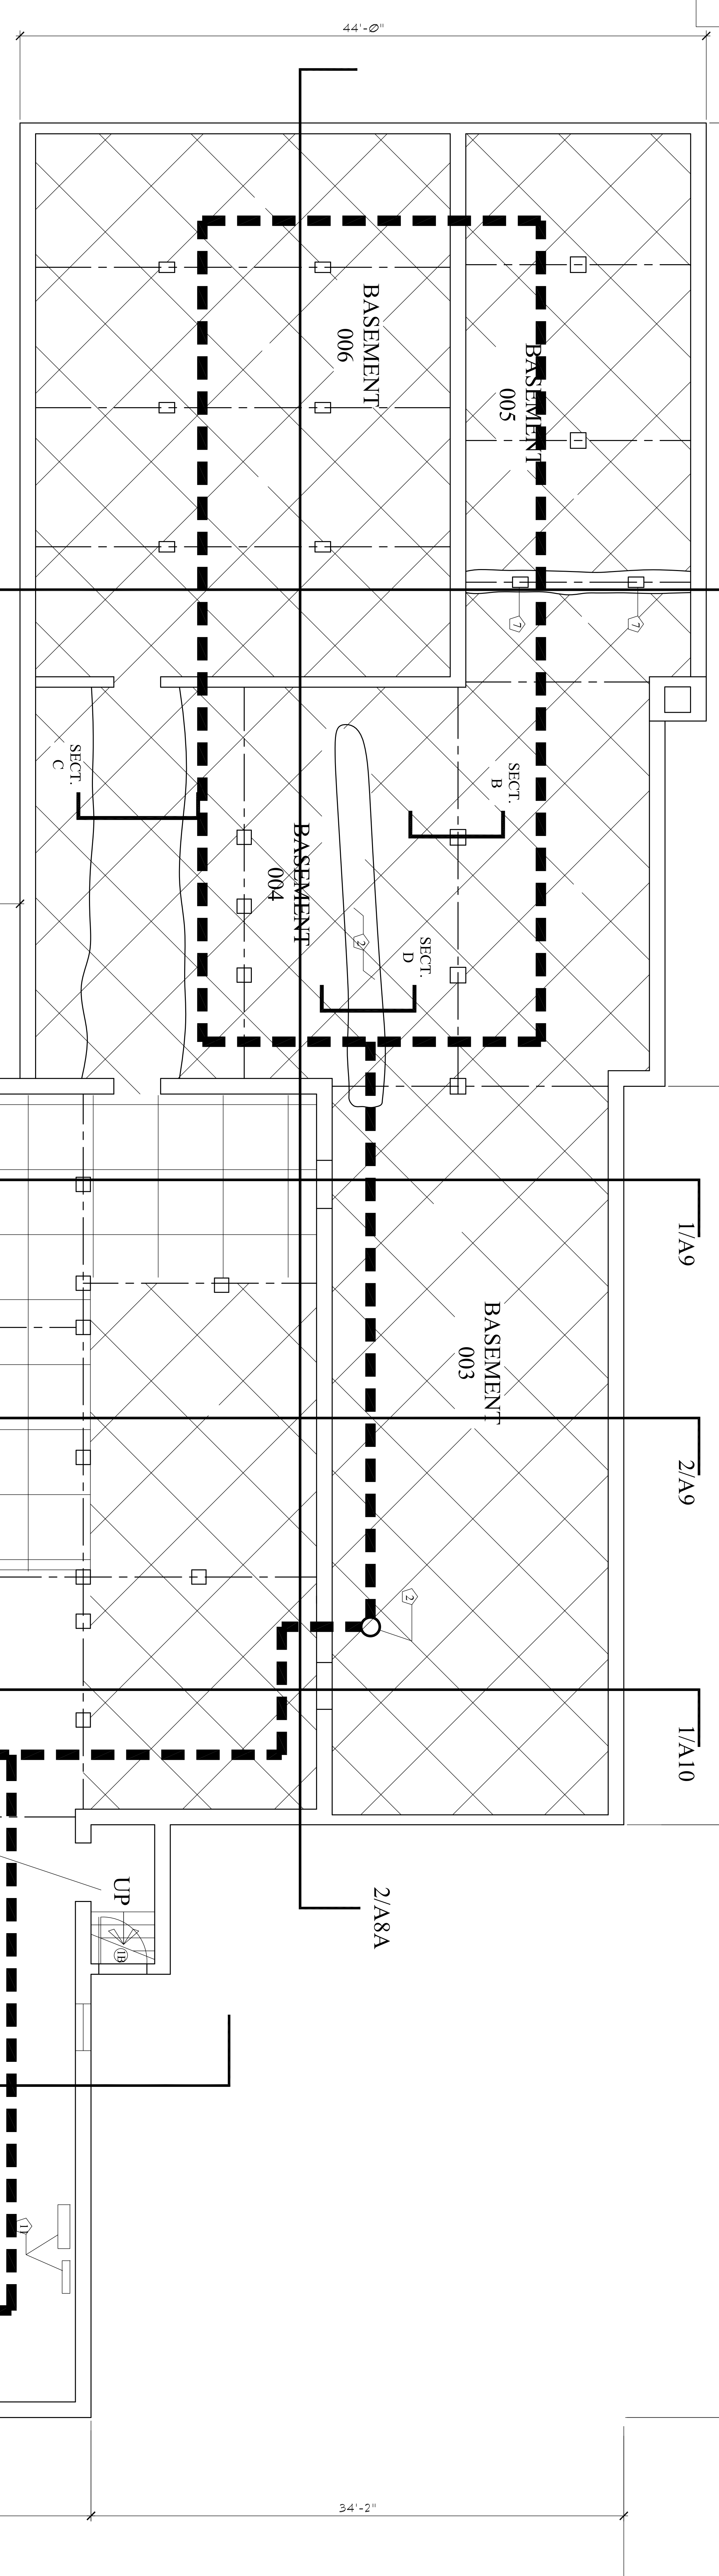 44'-0"
BASEMENT
006
BASEMENT
005
7
7
SECT.
C
SECT.
B
BASEMENT
004
2
SECT.
D
1/A9
BASEMENT
003
2/A9
2
1/A10
UP
1B
2/A8A
34'-2"